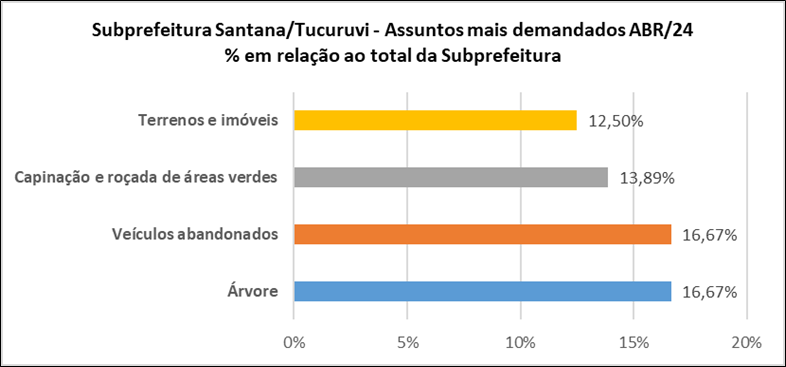 Subprefeitura Santana/Tucuruvi - Assuntos mais demandados ABR/24
% em relação ao total da Subprefeitura
Terrenos e imóveis 12,50%
Capinação e roçada de áreas verdes 13,89%
Veículos abandonados 16,67%
Árvore 16,67%
0% 5% 10% 15% 20%